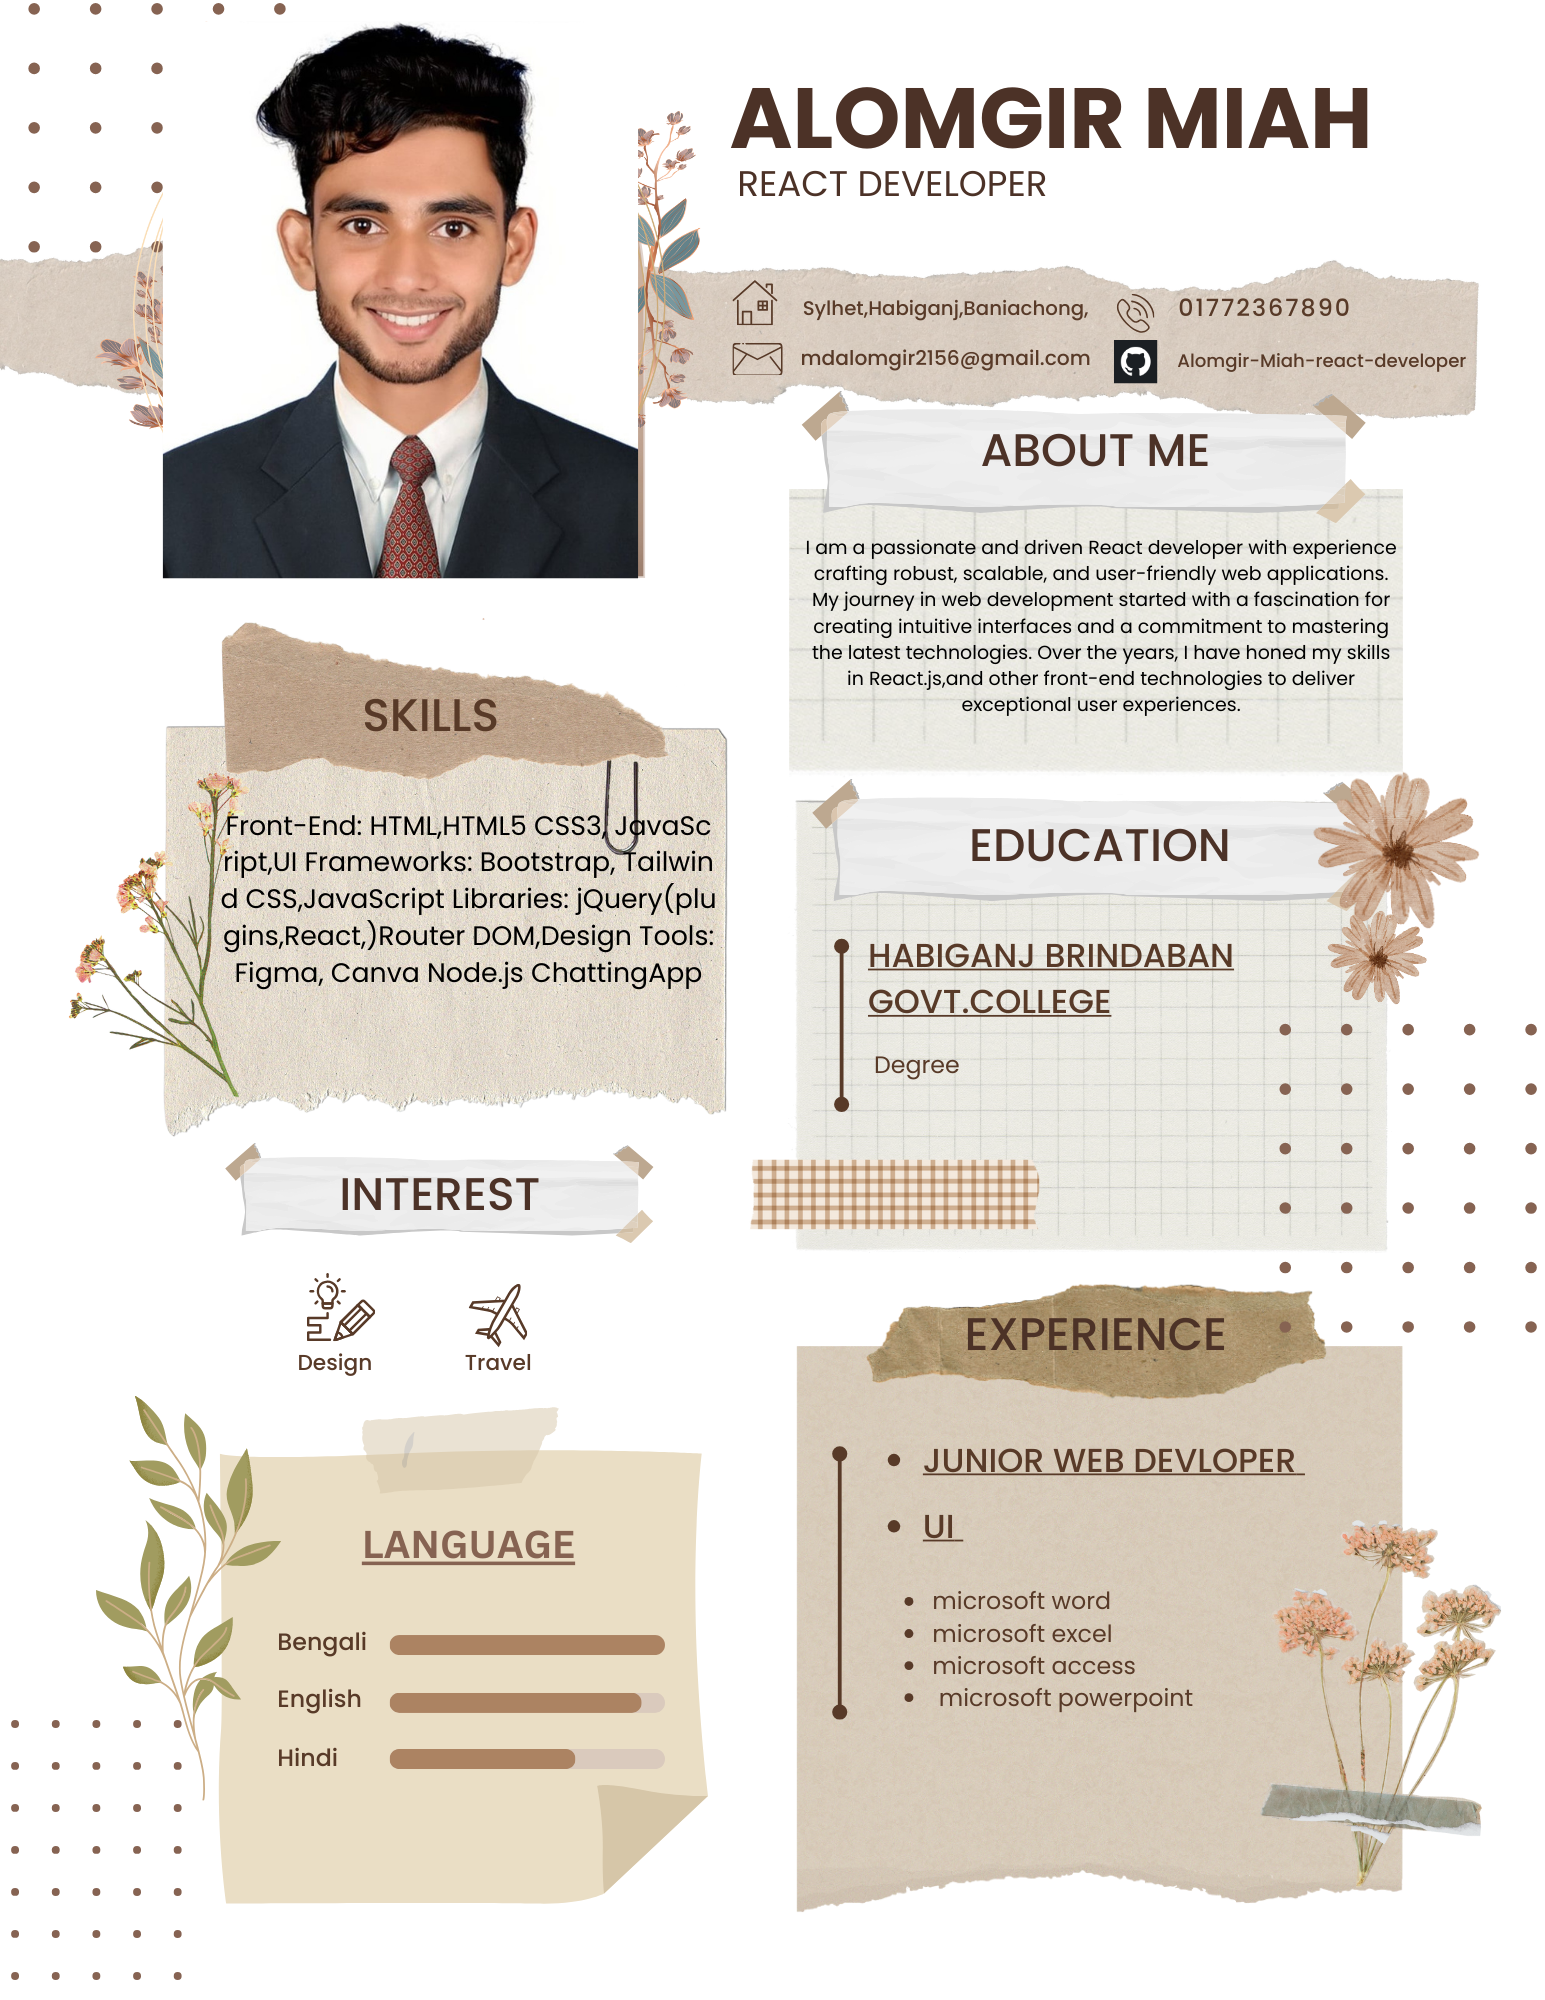 ALOMGIR MIAH
REACT DEVELOPER
Sylhet,Habiganj,Baniachong,
01772367890
mdalomgir2156@gmail.com
Alomgir-Miah-react-developer
ABOUT ME
I am a passionate and driven React developer with experience
crafting robust, scalable, and user-friendly web applications.
My journey in web development started with a fascination for
creating intuitive interfaces and a commitment to mastering
the latest technologies. Over the years, I have honed my skills
in React.js,and other front-end technologies to deliver
exceptional user experiences.
SKILLS
Front-End: HTML,HTML5 CSS3, JavaSc
ript,UI Frameworks: Bootstrap, Tailwin
d CSS,JavaScript Libraries: jQuery(plu
gins,React,)Router DOM,Design Tools:
Figma, Canva Node.js ChattingApp
EDUCATION
HABIGANJ BRINDABAN
GOVT.COLLEGE
Degree
INTEREST
Design
Travel
EXPERIENCE
• JUNIOR WEB DEVLOPER
• UI
• microsoft word
• microsoft excel
• microsoft access
• microsoft powerpoint
LANGUAGE
Bengali
English
Hindi